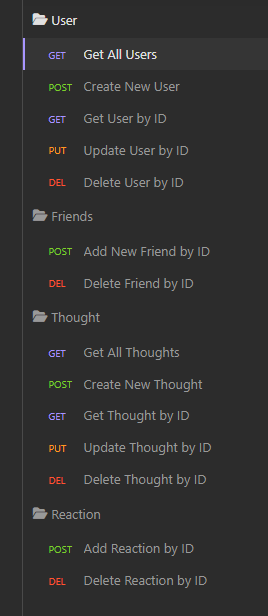 User
GET Get All Users
POST Create New User
GET Get User by ID
PUT Update User by ID
DEL Delete User by ID
Friends
POST Add New Friend by ID
DEL Delete Friend by ID
Thought
GET Get All Thoughts
POST Create New Thought
GET Get Thought by ID
PUT Update Thought by ID
DEL Delete Thought by ID
Reaction
POST Add Reaction by ID
DEL Delete Reaction by ID